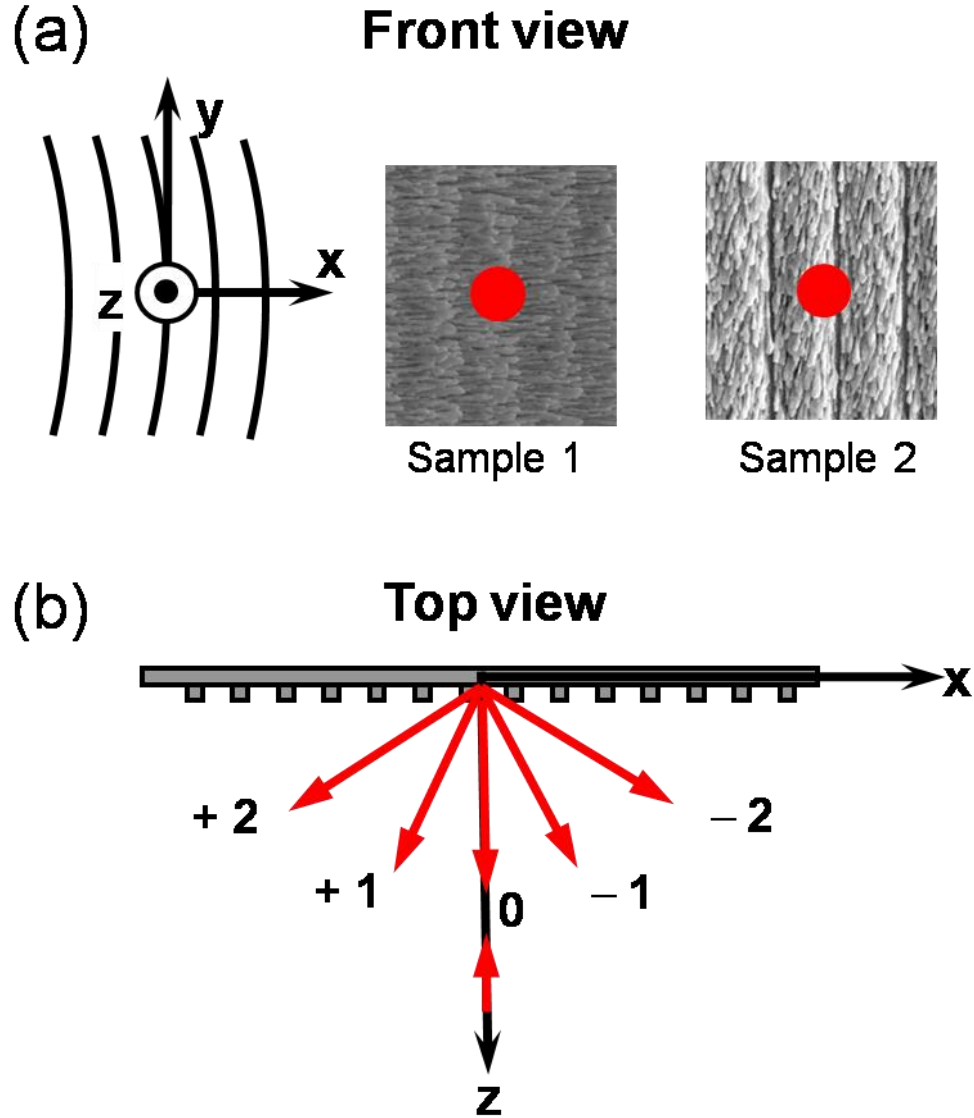 (a)
Front view
y
x
z
Sample 1
Sample 2
(b)
Top view
x
+ 2
– 2
+ 1
– 1
0
z